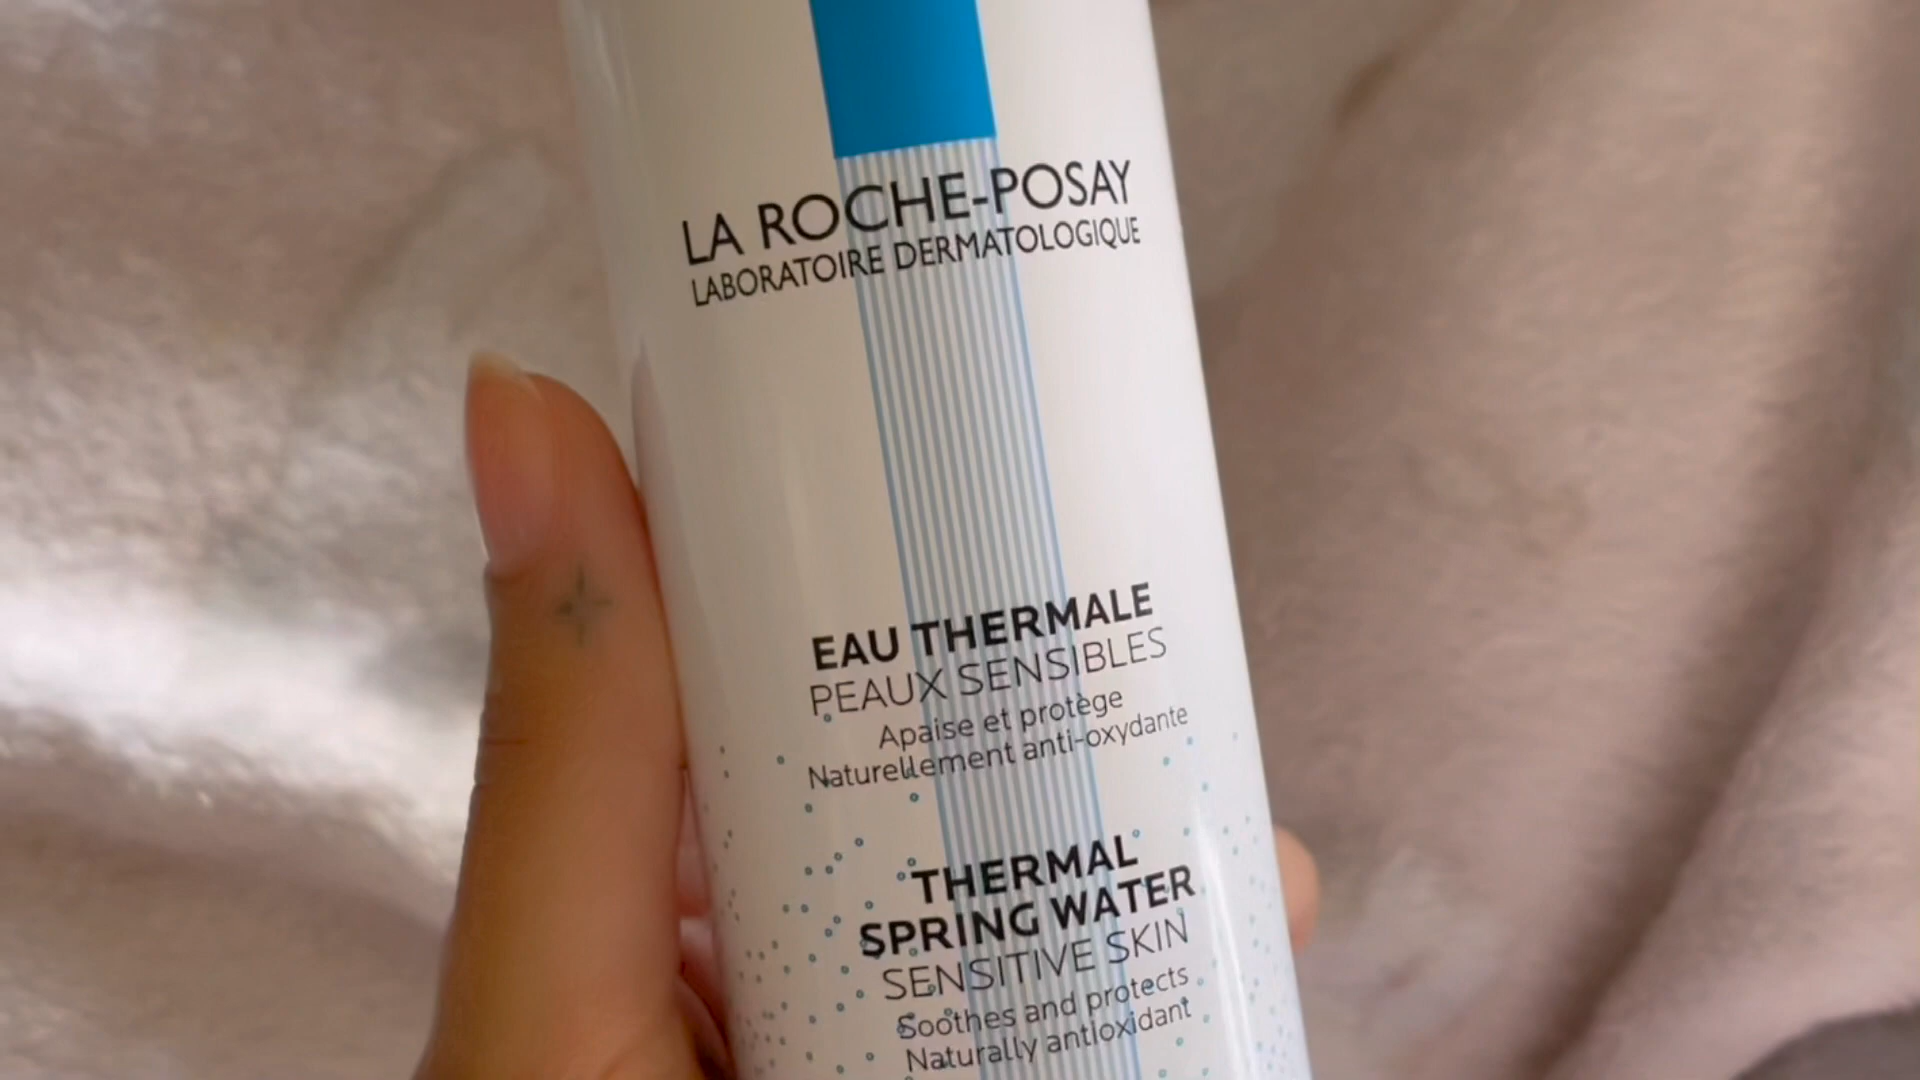 LA ROCHE-POSAY
LABORATOIRE DERMATOLOGIQUE
EAU THERMALE
PEAUX SENSIBLES
Apaise et protège
Naturellement anti-oxydante
THERMAL
SPRING WATER
SENSITIVE SKIN
Soothes and protects
Naturally antioxidant